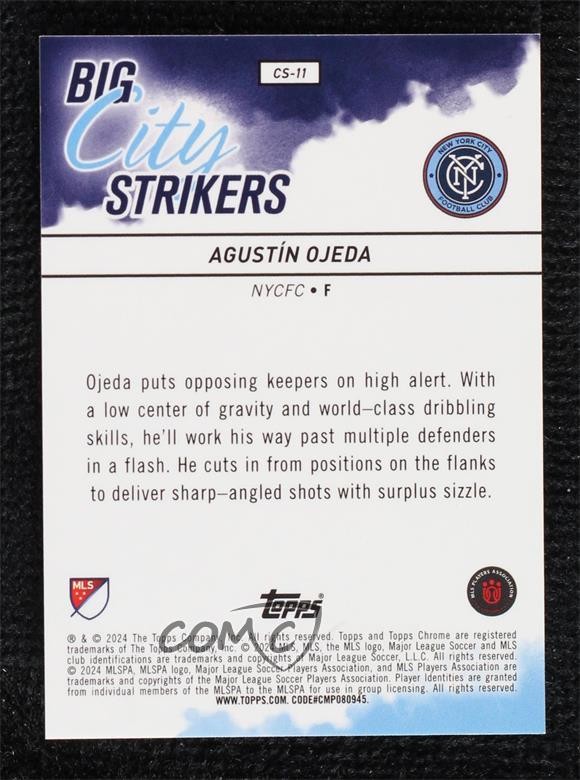 CS-11
BIG
City
STRIKERS
NEW YORK CITY
NYC
FOOTBALL CLUB
AGUSTÍN OJEDA
NYCFC • F
Ojeda puts opposing keepers on high alert. With
a low center of gravity and world–class dribbling
skills, he'll work his way past multiple defenders
in a flash. He cuts in from positions on the flanks
to deliver sharp–angled shots with surplus sizzle.
MLS
topps
MLS PLAYERS ASSOCIATION
COMC
® & © 2024 The Topps Company, Inc. All rights reserved. Topps and Topps Chrome are registered
trademarks of The Topps Company, Inc. © 2024 MLS, MLS, the MLS logo, Major League Soccer and MLS
club identifications are trademarks and copyrights of Major League Soccer, L.L.C. All rights reserved.
© 2024 MLSPA, MLSPA logo, Major League Soccer Players Association, and MLS Players Association are
trademarks and copyrights of the Major League Soccer Players Association. Player Identities are granted
from individual members of the MLSPA to the MLSPA for use in group licensing. All rights reserved.
WWW.TOPPS.COM. CODE#CMP080945.